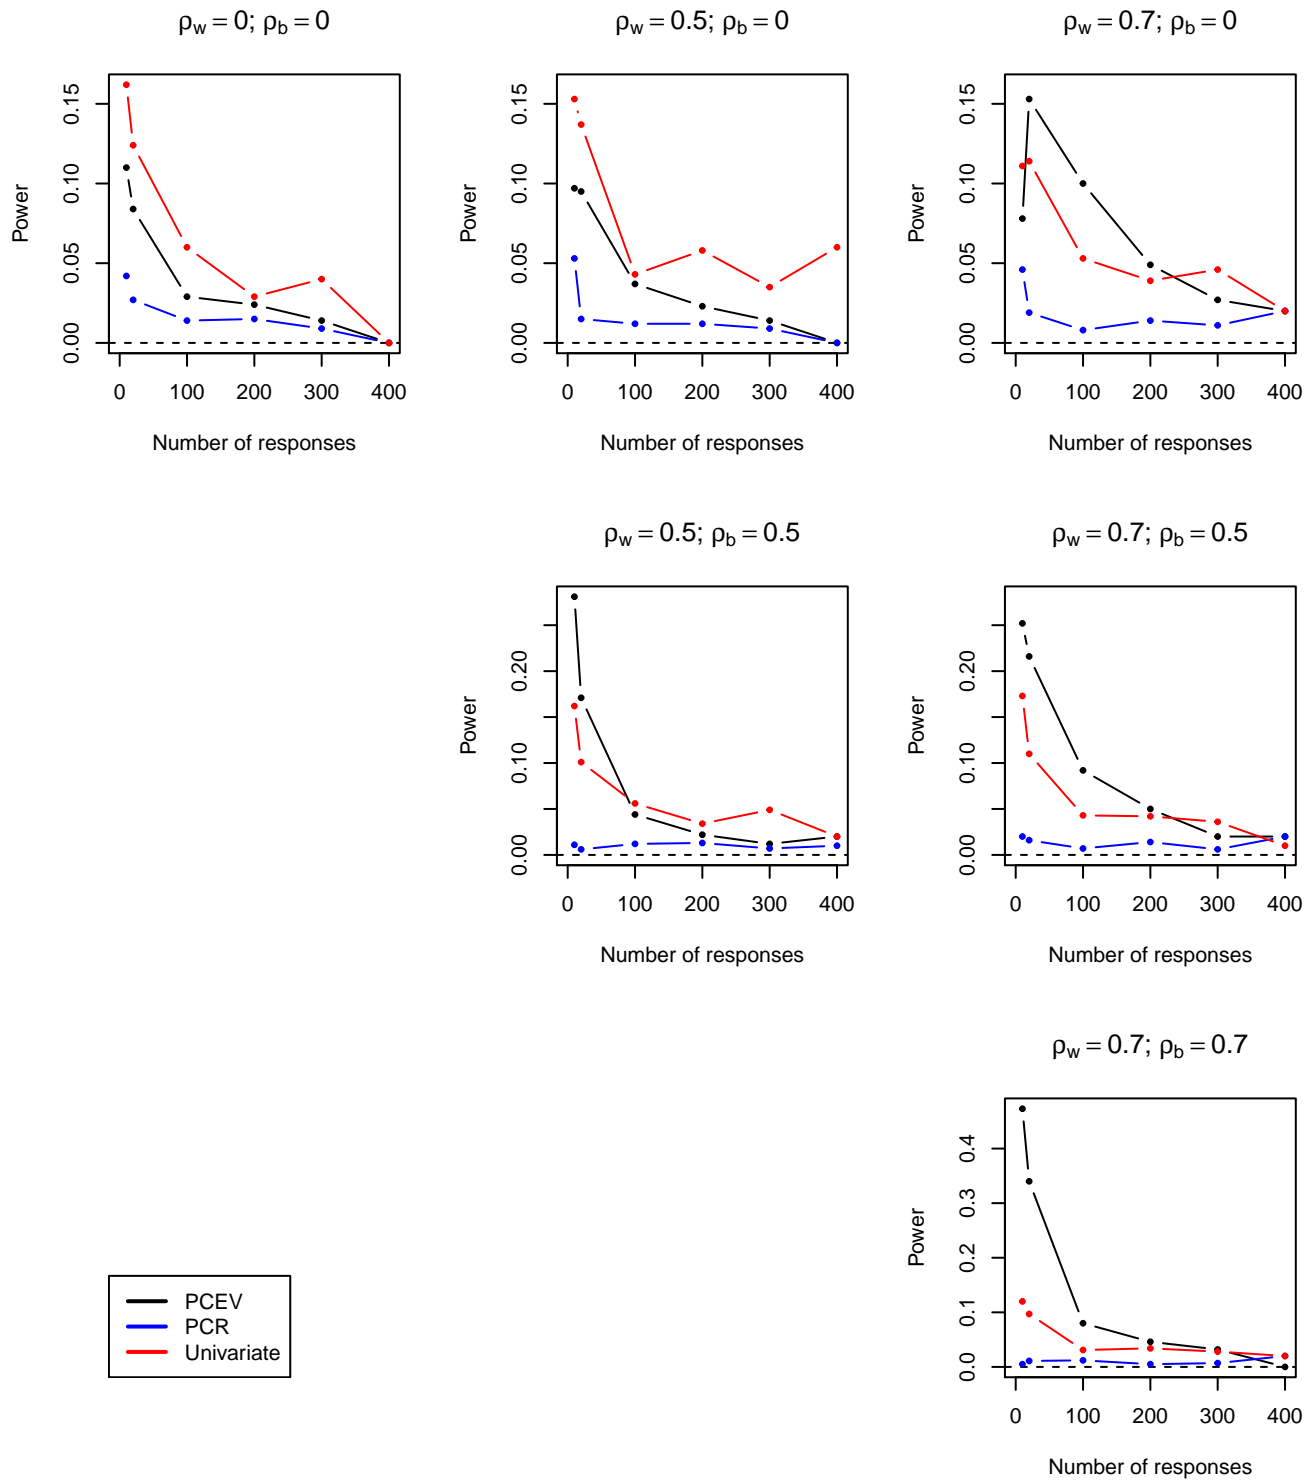 ρw = 0; ρb = 0
ρw = 0.5; ρb = 0
ρw = 0.7; ρb = 0
Power
0.00 0.05 0.10 0.15
0 100 200 300 400
Number of responses
Power
0.00 0.05 0.10 0.15
0 100 200 300 400
Number of responses
Power
0.00 0.05 0.10 0.15
0 100 200 300 400
Number of responses
ρw = 0.5; ρb = 0.5
ρw = 0.7; ρb = 0.5
Power
0.00 0.10 0.20
0 100 200 300 400
Number of responses
Power
0.00 0.10 0.20
0 100 200 300 400
Number of responses
ρw = 0.7; ρb = 0.7
Power
0.0 0.1 0.2 0.3 0.4
0 100 200 300 400
Number of responses
PCEV
PCR
Univariate